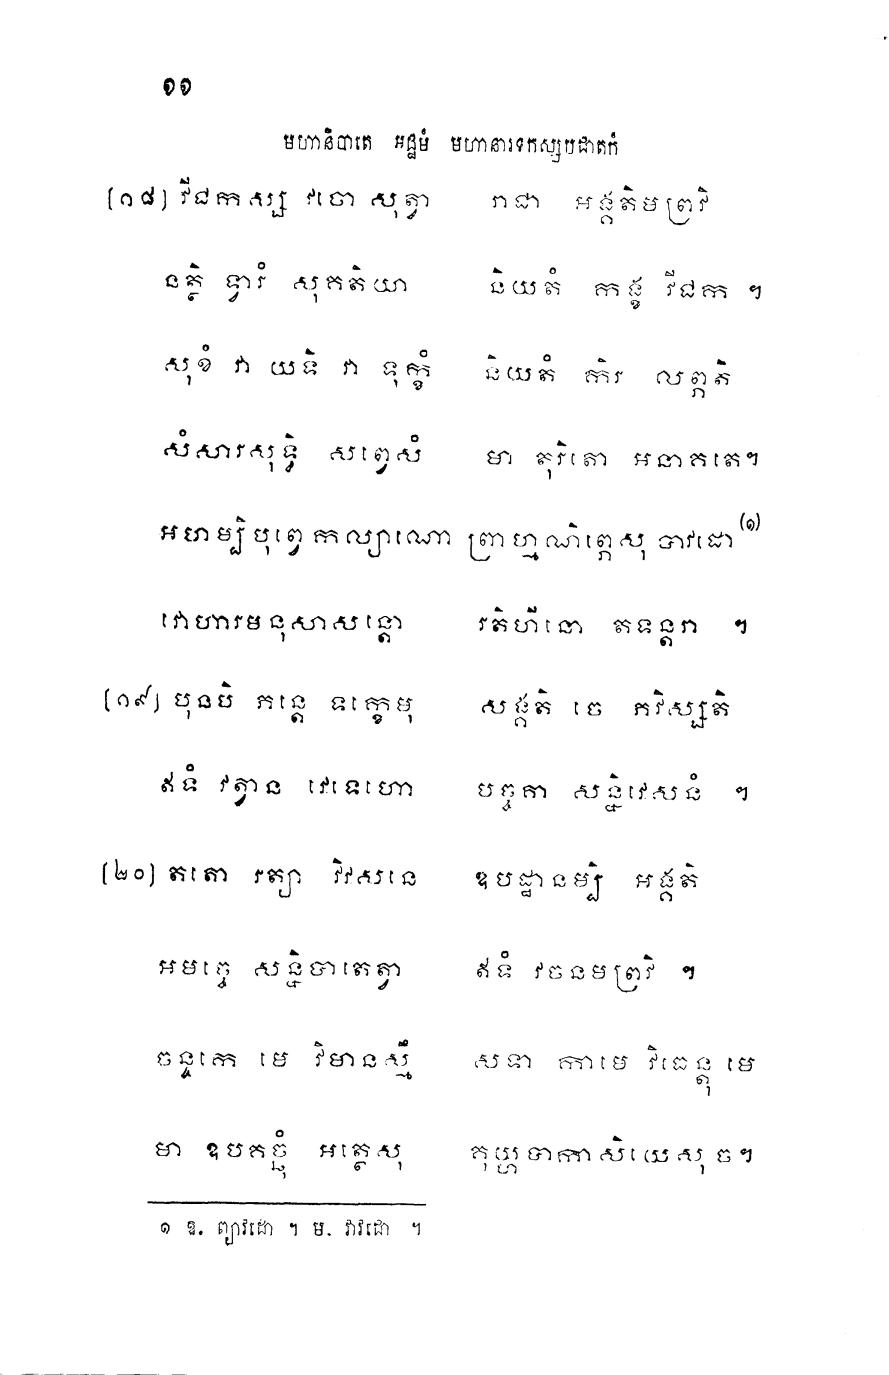 ១១
មហានិបាតេ អដ្ឋមំ មហានារទកស្សបជាតកំ
(១៨) វីជកស្ស វចោ សុត្វា រាជា អង្គតិមព្រវិ
នត្ថិ ទ្វារំ សុគតិយា និយតំ កង្ខ វីជក ។
សុខំ វា យទិ វា ទុក្ខំ និយតំ កិរ លព្ភតិ
សំសារសុទ្ធិ សព្វេសំ មា តុរិតោ អនាគតេ។
អហម្បិ បុព្វេ កល្យាណោ ព្រាហ្មណិព្ភេសុ បាវដោ(១)
វោហារមនុសាសន្តោ រតិហីនោ តទន្តរា ។
(១៩) បុនបិ ភន្តេ ទក្ខេមុ សង្គតិ ចេ ភវិស្សតិ
ឥទំ វត្វាន វេទេហោ បច្ចគា សន្និវេសនំ ។
(២០) តតោ រត្យា វិវសនេ ឧបដ្ឋានម្បិ អង្គតិ
អមច្ចេ សន្និបាតេត្វា ឥទំ វចនមព្រវិ ។
ចន្ទកេ មេ វិមានស្មឹ សទា កាមេ វិធេន្តុ មេ
មា ឧបគច្ឆុំ អត្ថេសុ គុយ្ហប្បកាសិយេសុ ច។
១ ឱ. ព្យាវដោ ។ ម. វាវដោ ។